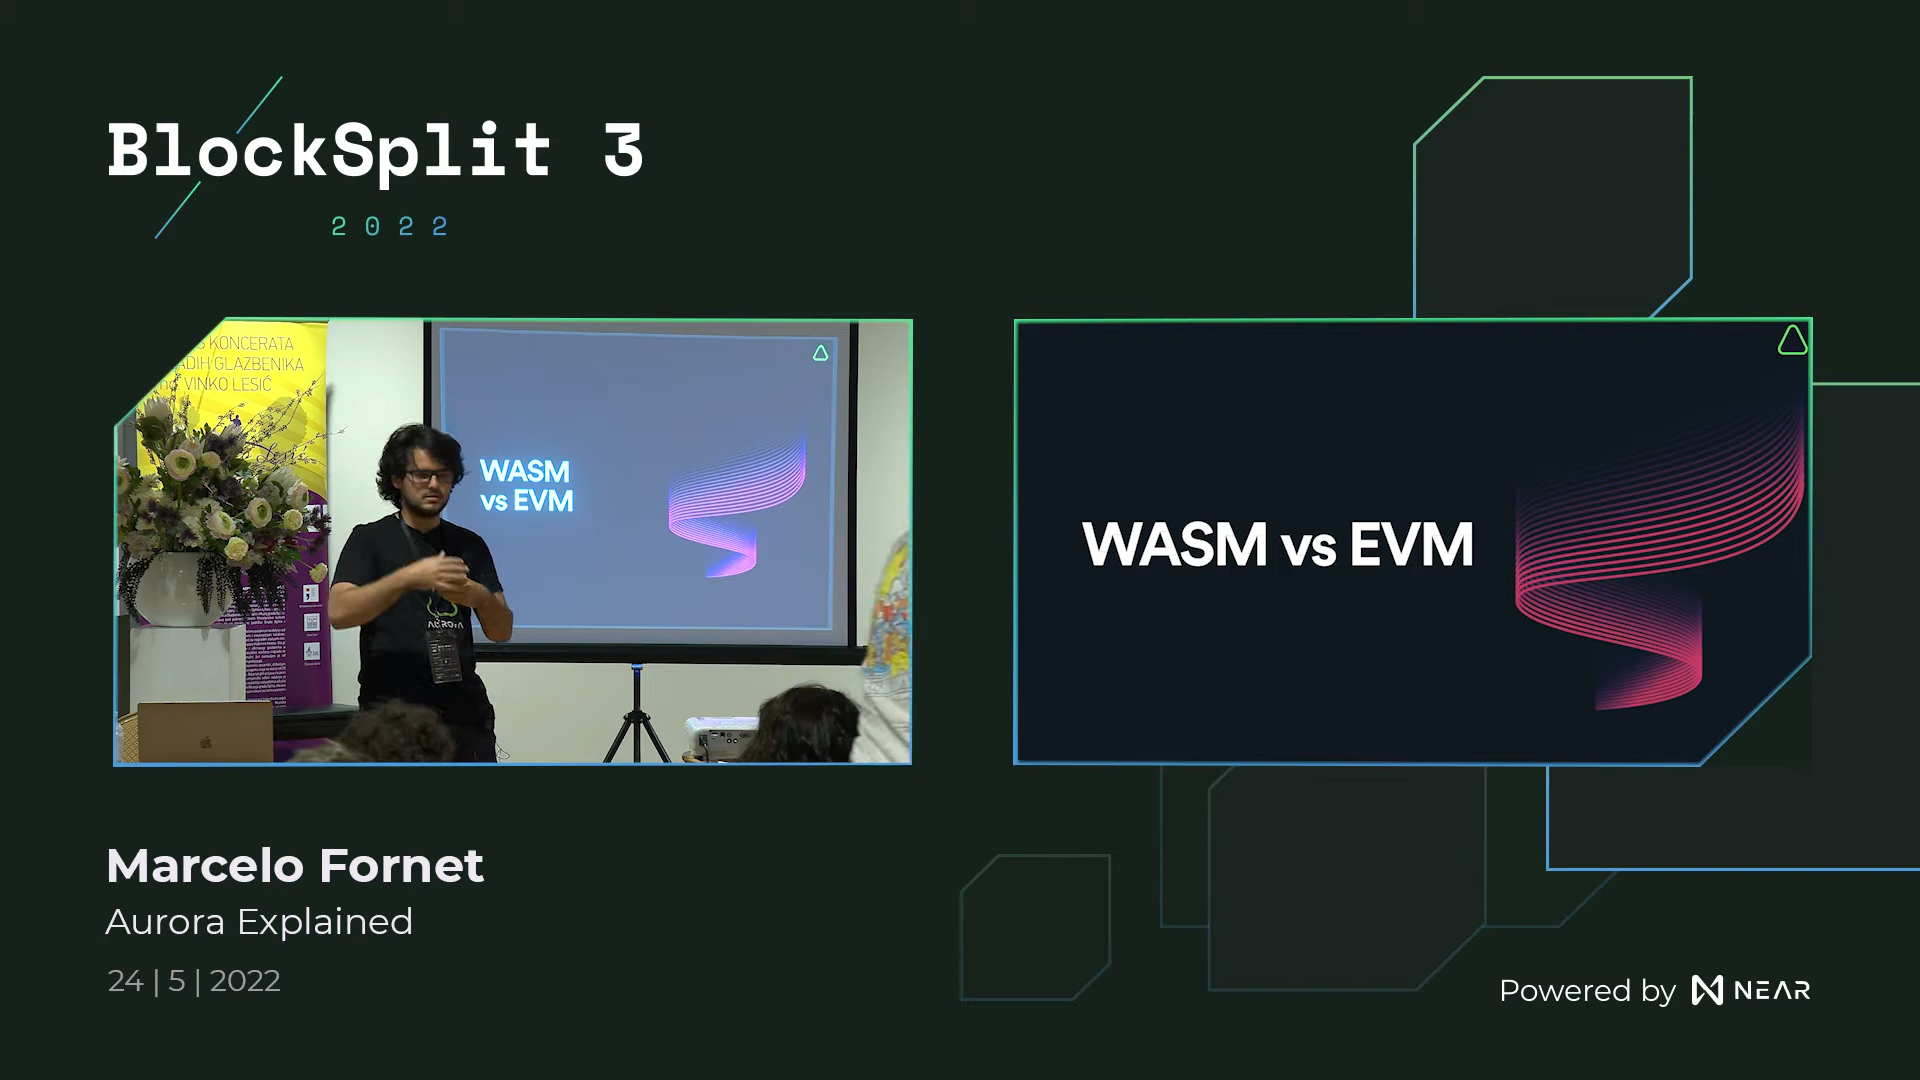 BlockSplit 3
2022
S KONCERATA
ADIH GLAZBENIKA
VINKO LESIĆ
WASM
vs EVM
AURORA
WASM vs EVM
Marcelo Fornet
Aurora Explained
24 | 5 | 2022
Powered by NEAR